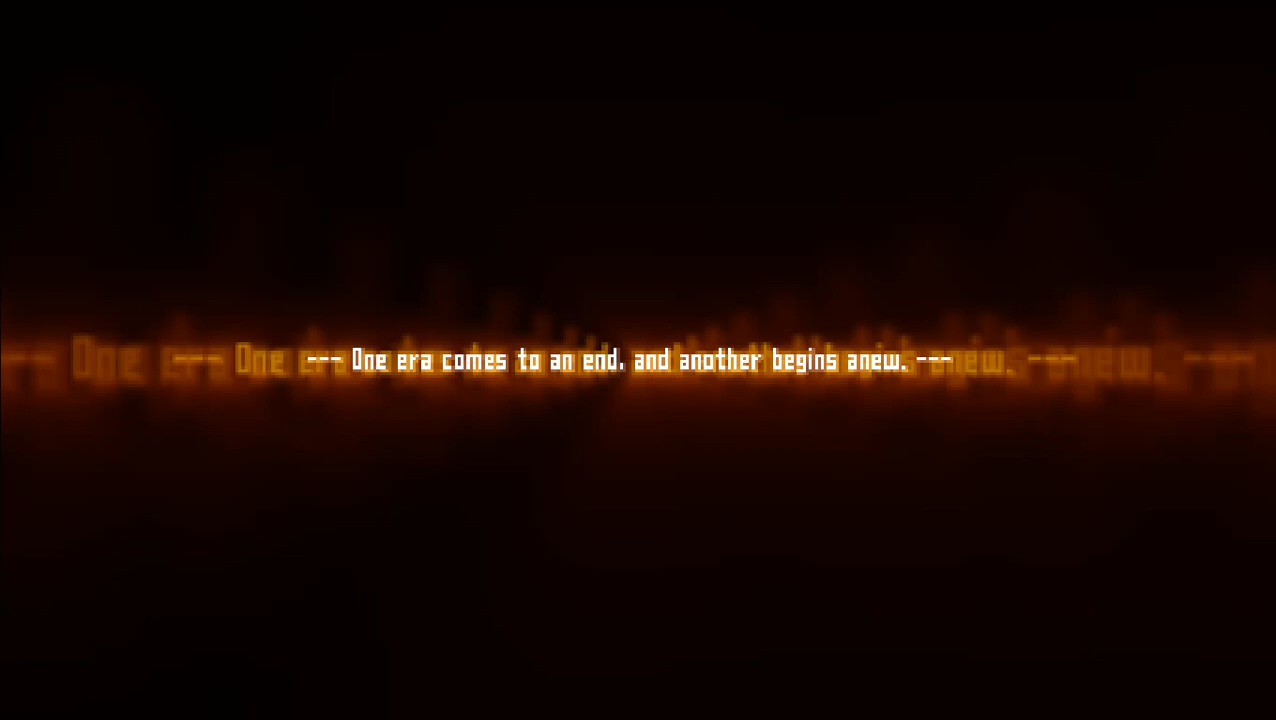 --- One era comes to an end, and another begins anew. ---